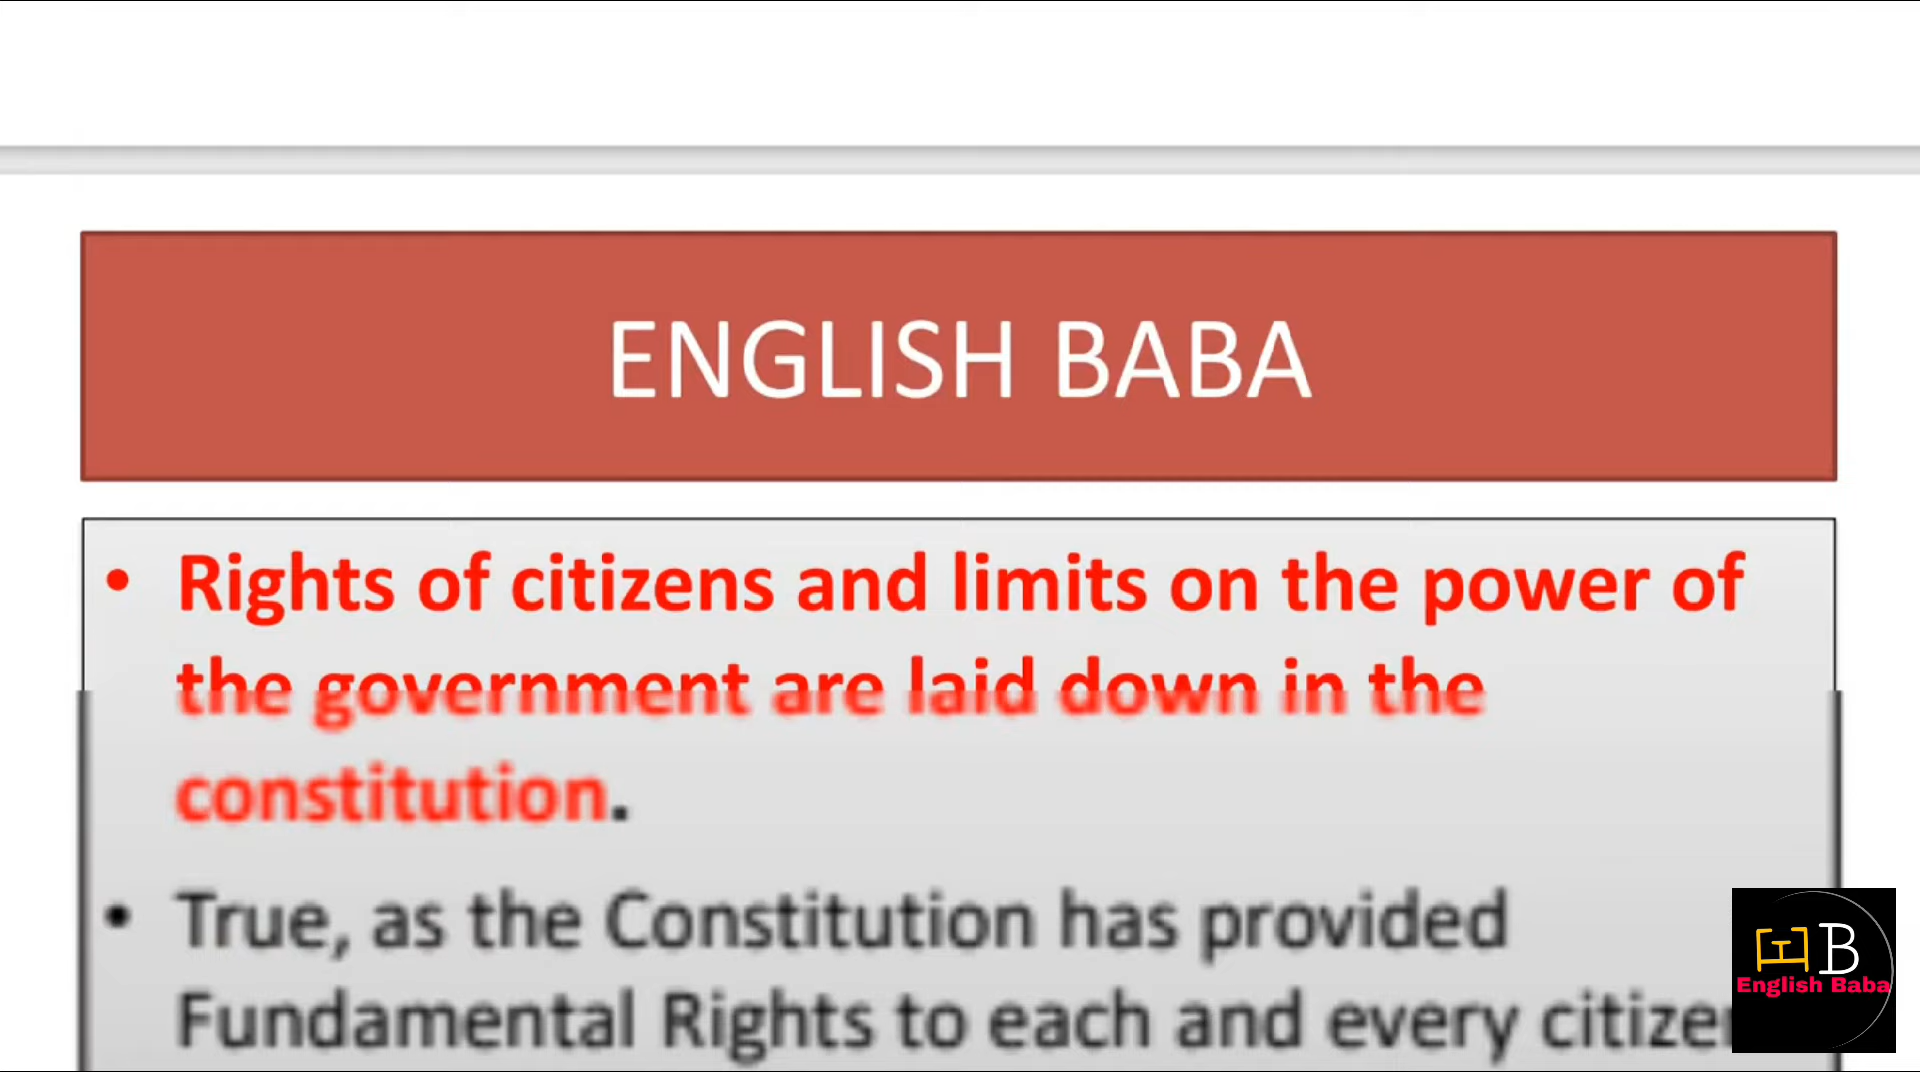 ENGLISH BABA
• Rights of citizens and limits on the power of
the government are laid down in the
constitution.
• True, as the Constitution has provided
Fundamental Rights to each and every
B
English Baba